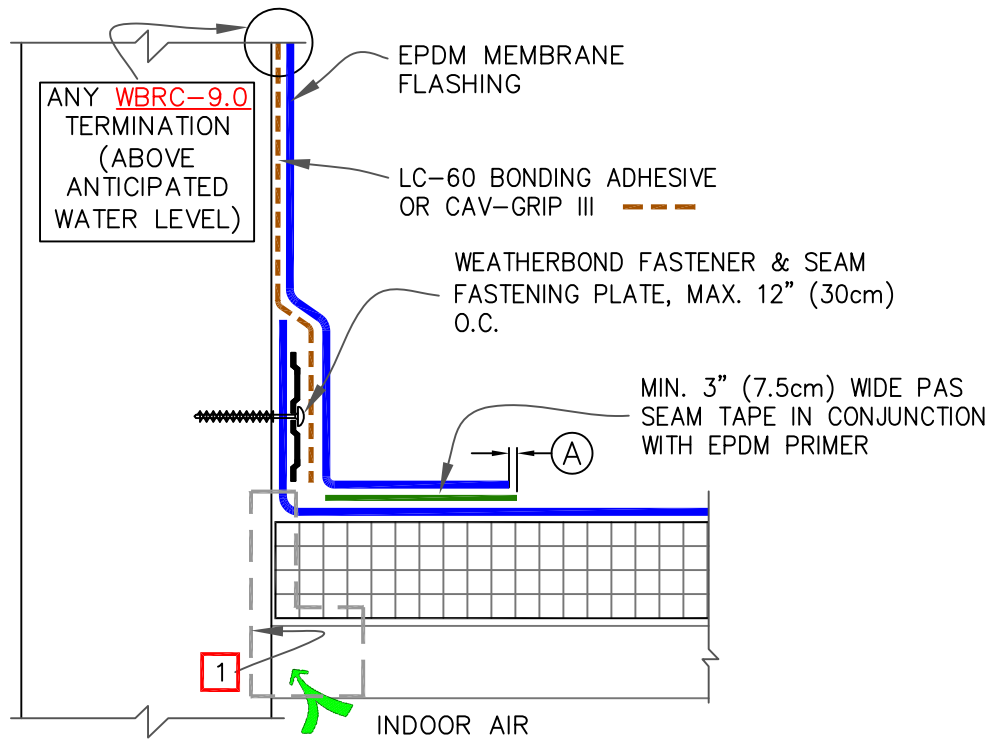 EPDM MEMBRANE
FLASHING
ANY WBRC-9.0
TERMINATION
(ABOVE
ANTICIPATED
WATER LEVEL)
LC-60 BONDING ADHESIVE
OR CAV-GRIP III
WEATHERBOND FASTENER & SEAM
FASTENING PLATE, MAX. 12" (30cm)
O.C.
MIN. 3" (7.5cm) WIDE PAS
SEAM TAPE IN CONJUNCTION
WITH EPDM PRIMER
A
1
INDOOR AIR